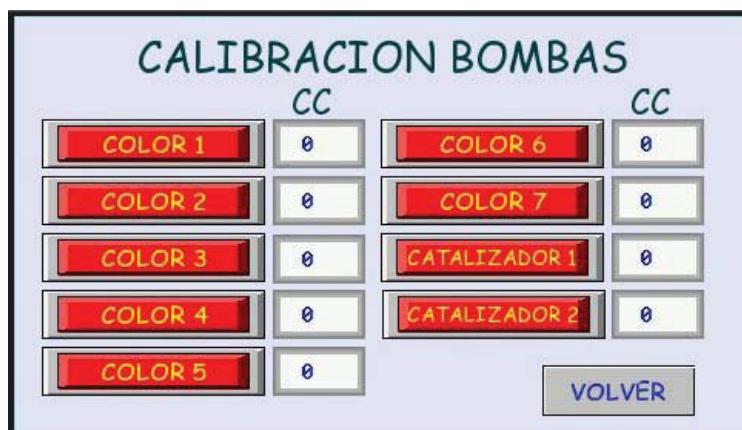 CALIBRACION BOMBAS
CC CC
COLOR 1 0 COLOR 6 0
COLOR 2 0 COLOR 7 0
COLOR 3 0 CATALIZADOR 1 0
COLOR 4 0 CATALIZADOR 2 0
COLOR 5 0
VOLVER